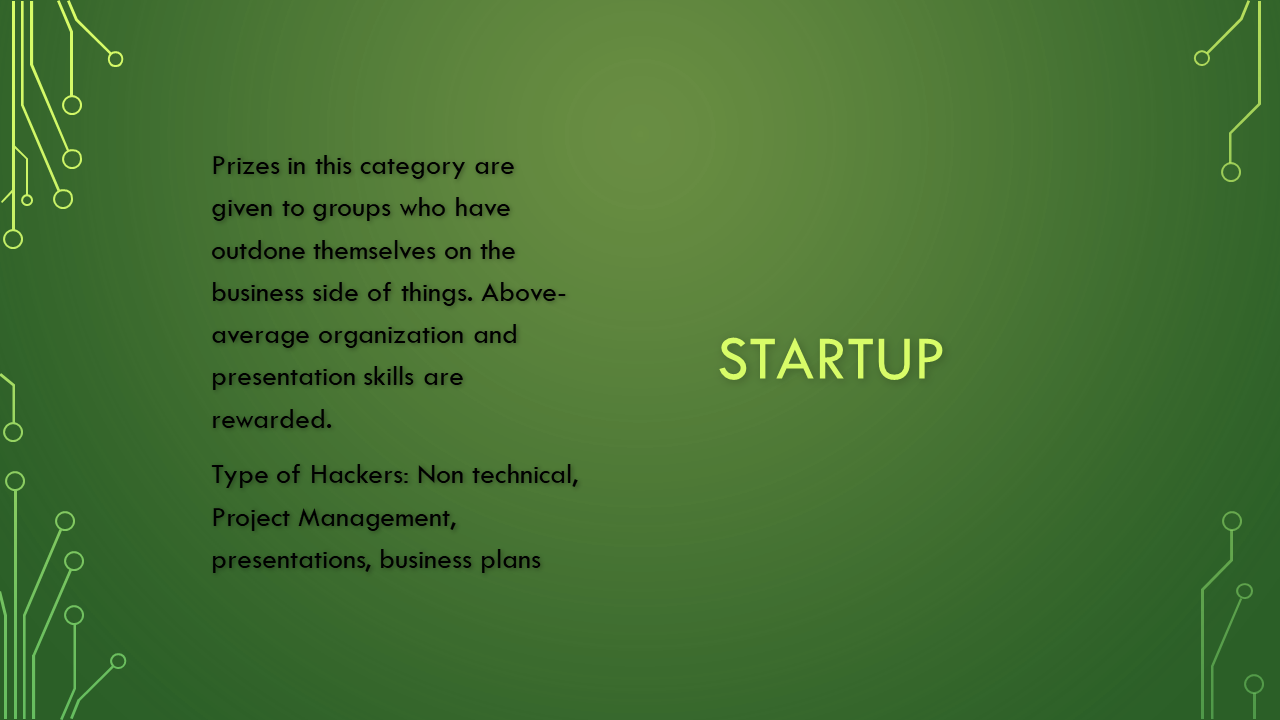 Prizes in this category are
given to groups who have
outdone themselves on the
business side of things. Above-
average organization and
presentation skills are
rewarded.
Type of Hackers: Non technical,
Project Management,
presentations, business plans
STARTUP